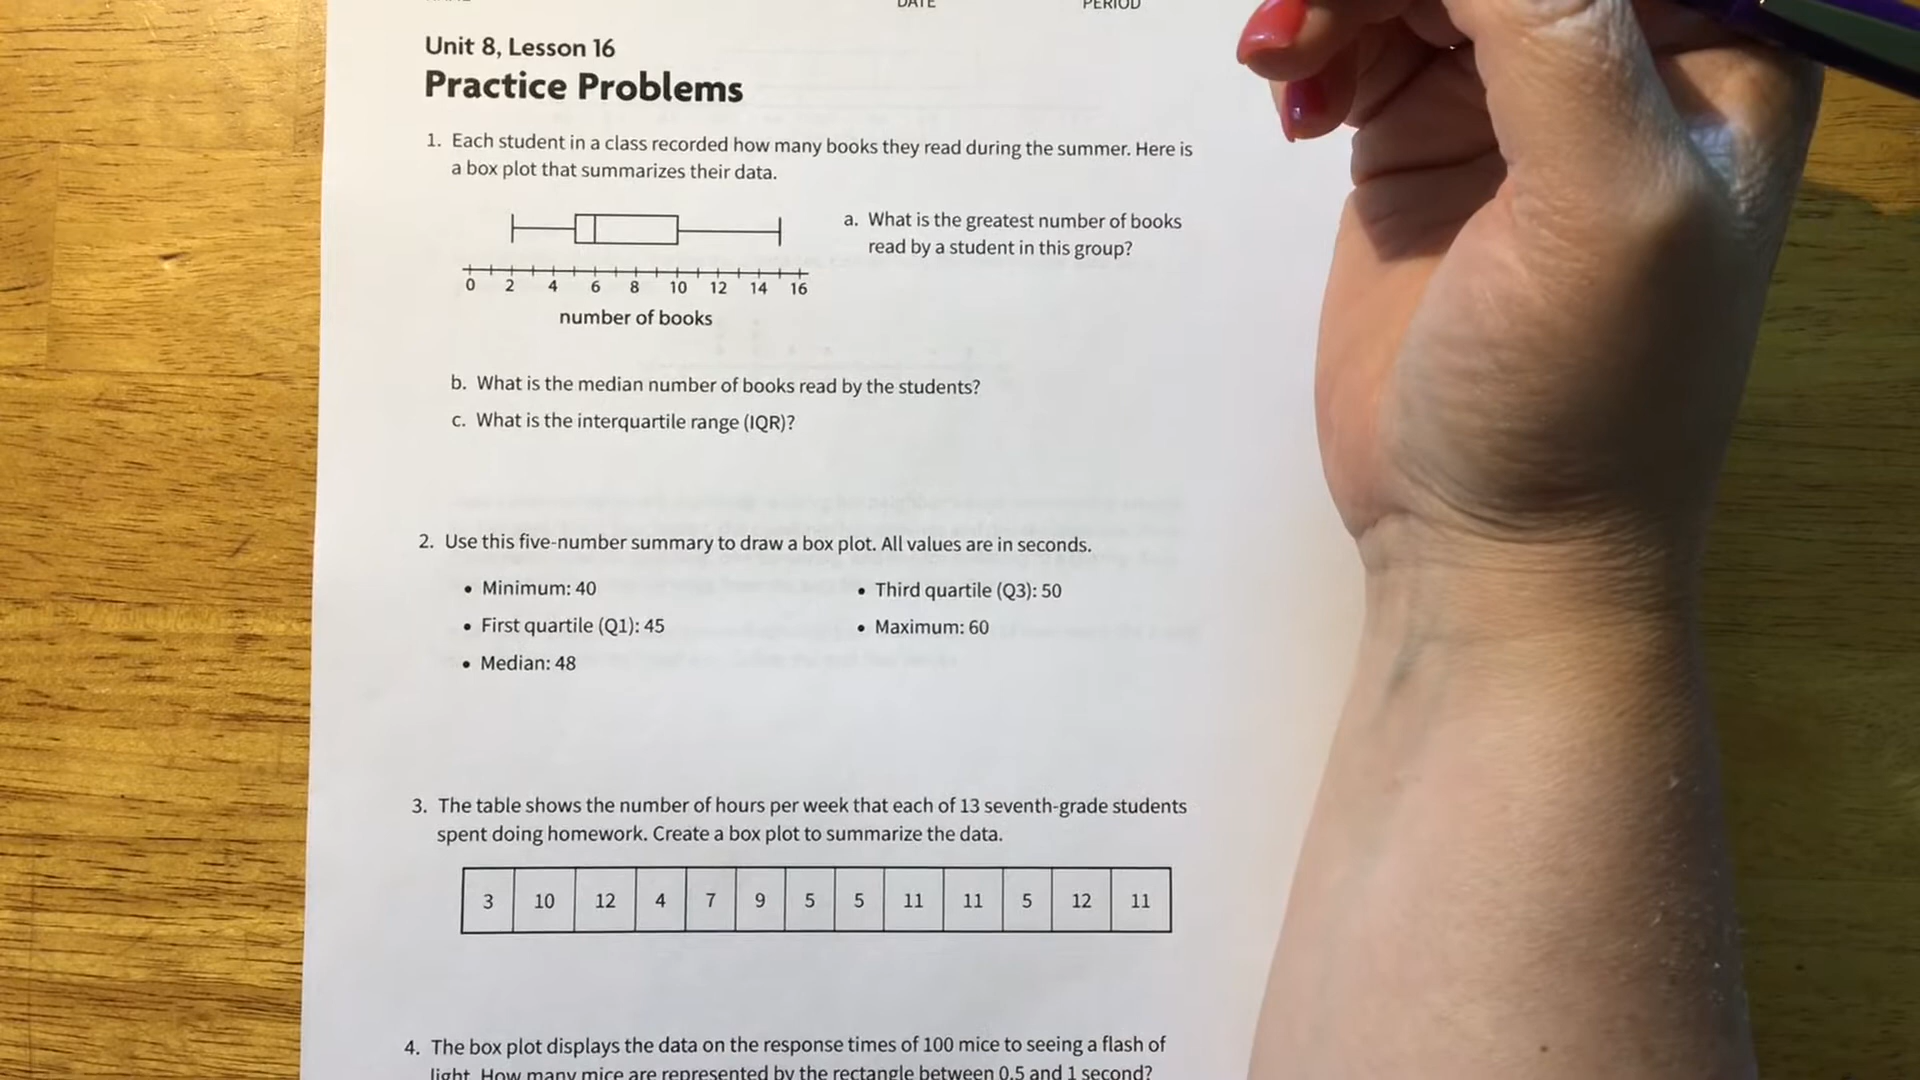 DATE PERIOD
Unit 8, Lesson 16
Practice Problems
1. Each student in a class recorded how many books they read during the summer. Here is
a box plot that summarizes their data.
0 2 4 6 8 10 12 14 16
number of books
a. What is the greatest number of books
read by a student in this group?
b. What is the median number of books read by the students?
c. What is the interquartile range (IQR)?
2. Use this five-number summary to draw a box plot. All values are in seconds.
• Minimum: 40
• First quartile (Q1): 45
• Median: 48
• Third quartile (Q3): 50
• Maximum: 60
3. The table shows the number of hours per week that each of 13 seventh-grade students
spent doing homework. Create a box plot to summarize the data.
3 10 12 4 7 9 5 5 11 11 5 12 11
4. The box plot displays the data on the response times of 100 mice to seeing a flash of
light. How many mice are represented by the rectangle between 0.5 and 1 second?